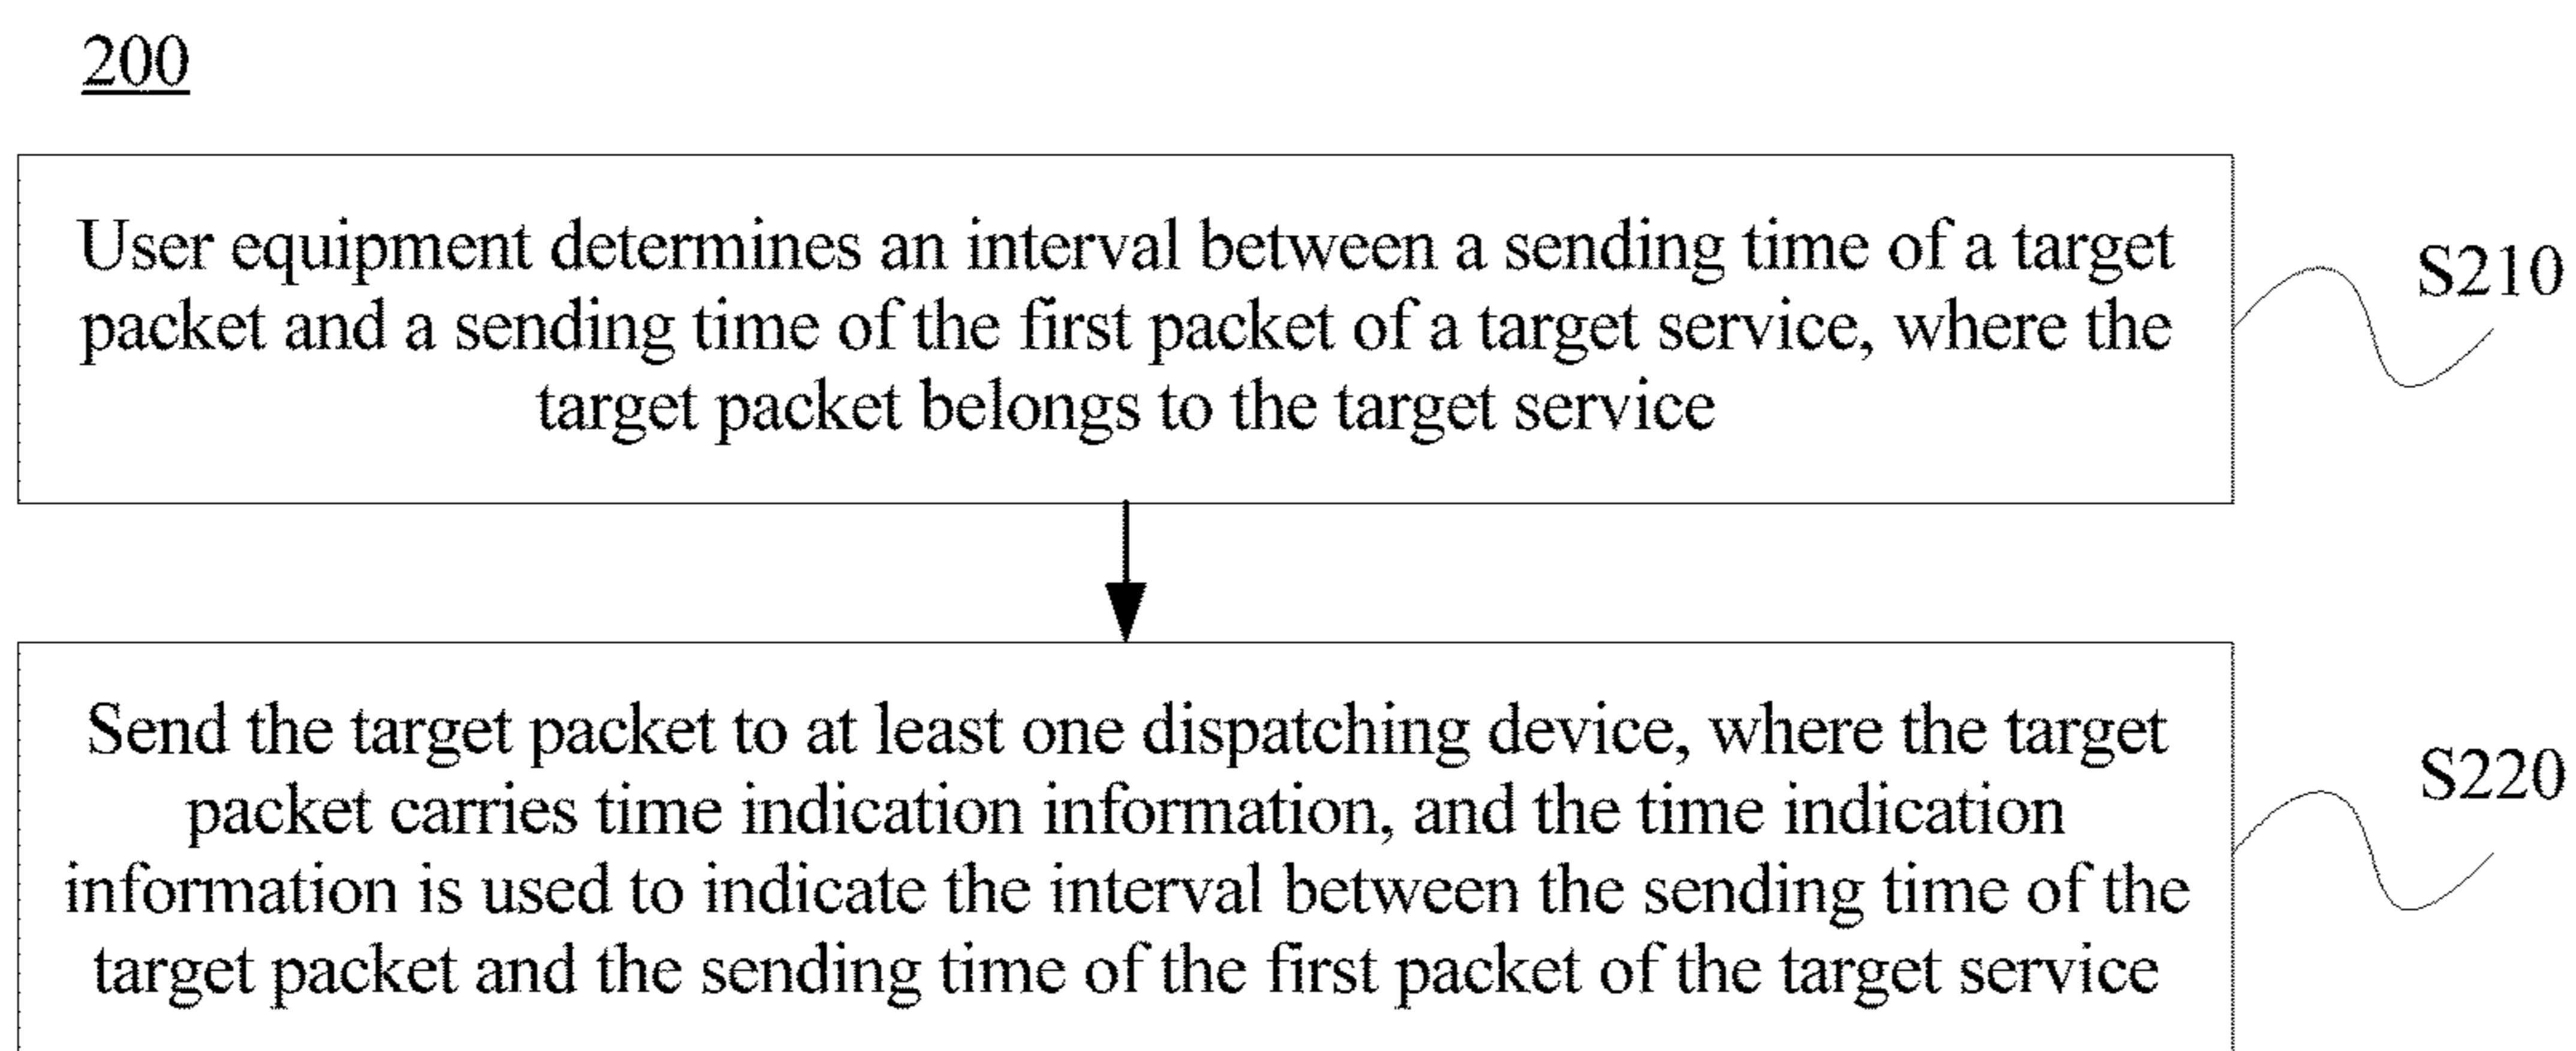 200
User equipment determines an interval between a sending time of a target
packet and a sending time of the first packet of a target service, where the
target packet belongs to the target service
S210
Send the target packet to at least one dispatching device, where the target
packet carries time indication information, and the time indication
information is used to indicate the interval between the sending time of the
target packet and the sending time of the first packet of the target service
S220